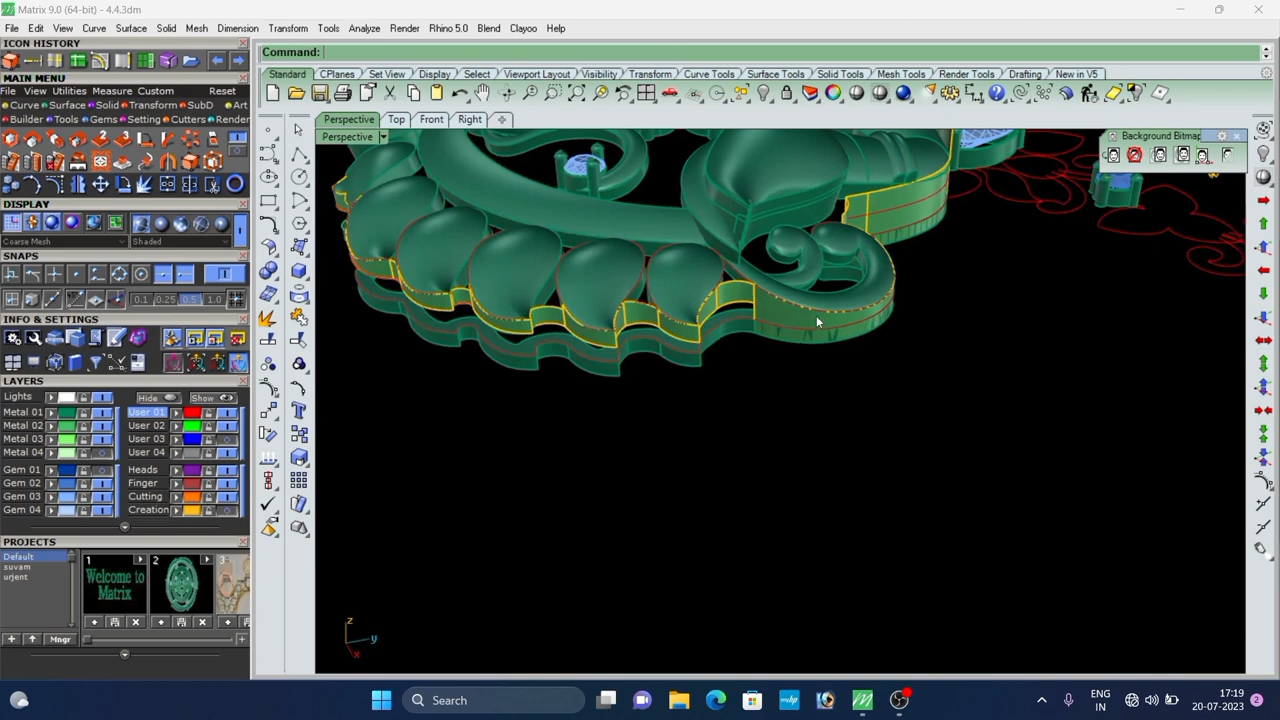 Matrix 9.0 (64-bit) - 4.4.3dm
File Edit View Curve Surface Solid Mesh Dimension Transform Tools Analyze Render Rhino 5.0 Blend Clayoo Help
ICON HISTORY
Command:
MAIN MENU
Standard CPlanes Set View Display Select Viewport Layout Visibility Transform Curve Tools Surface Tools Solid Tools Mesh Tools Render Tools Drafting New in V5
File View Utilities Measure Custom Reset
Curve Surface Solid Transform SubD Art
Builder Tools Gems Setting Cutters Render
Perspective Top Front Right
Perspective
Background Bitmap
DISPLAY
Coarse Mesh Shaded
SNAPS
0.1 0.25 0.5 1.0
INFO & SETTINGS
LAYERS
Lights Hide Show
Metal 01 User 01
Metal 02 User 02
Metal 03 User 03
Metal 04 User 04
Gem 01 Heads
Gem 02 Finger
Gem 03 Cutting
Gem 04 Creation
PROJECTS
Default
suvam
urjent
1 2 3
Welcome to
Matrix
Mngr
z
y
x
Search
mhp
ENG
IN
17:19
20-07-2023
2